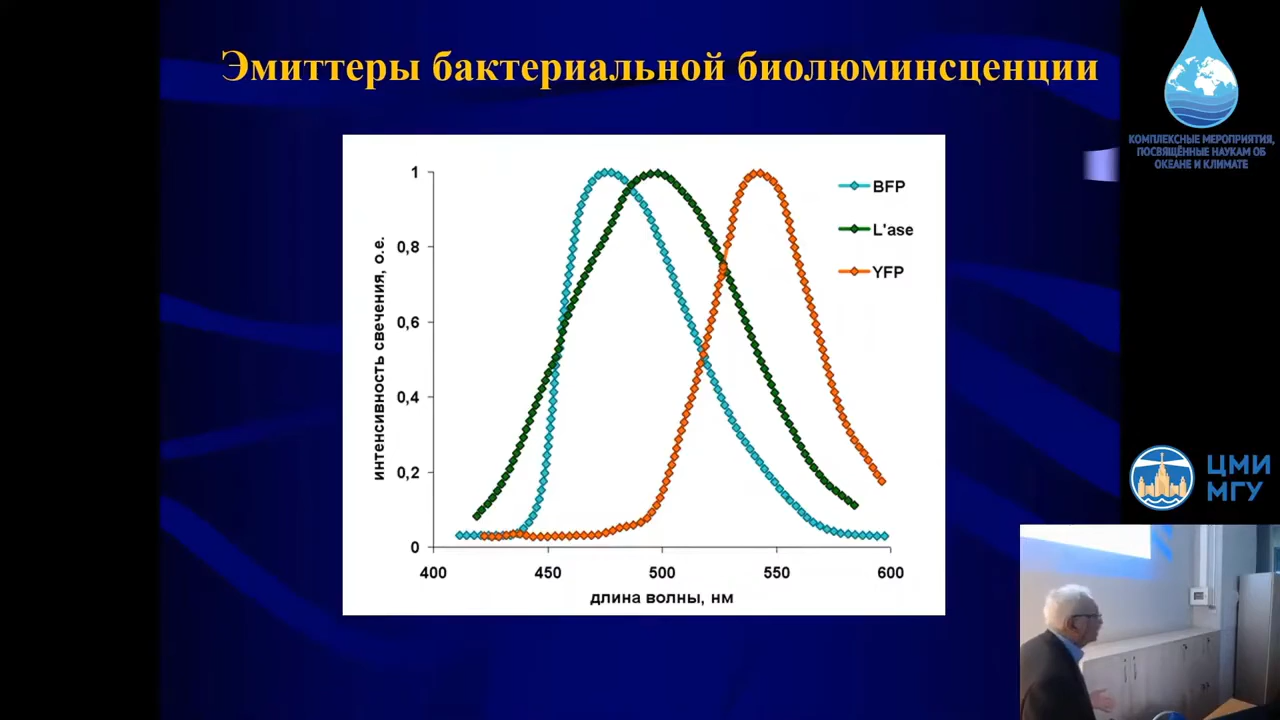 Эмиттеры бактериальной биолюминсценции
КОМПЛЕКСНЫЕ МЕРОПРИЯТИЯ,
ПОСВЯЩЁННЫЕ НАУКАМ ОБ
ОКЕАНЕ И КЛИМАТЕ
BFP
L'ase
YFP
интенсивность свечения, о.е.
1
0,8
0,6
0,4
0,2
0
400
450
500
550
600
длина волны, нм
ЦМИ
МГУ